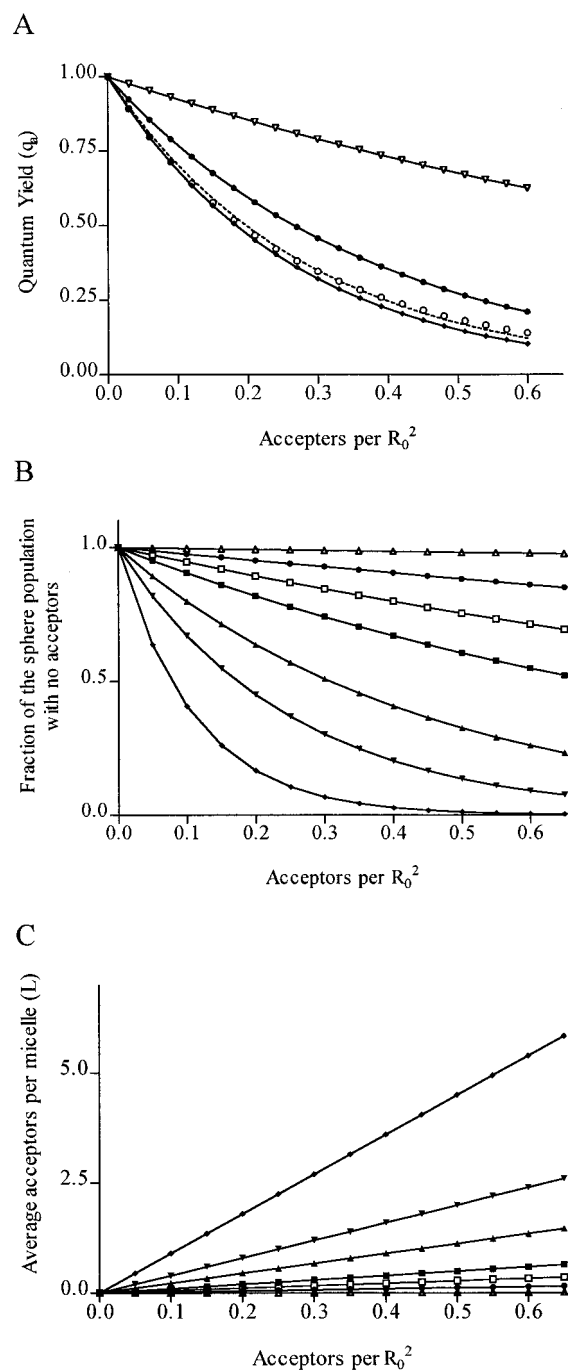 A
1.00
0.75
0.50
0.25
0.00
Quantum Yield (qa)
0.0 0.1 0.2 0.3 0.4 0.5 0.6
Accepters per R0²
B
1.0
0.5
0.0
Fraction of the sphere population
with no acceptors
0.0 0.1 0.2 0.3 0.4 0.5 0.6
Acceptors per R0²
C
5.0
2.5
0.0
Average acceptors per micelle (L)
0.0 0.1 0.2 0.3 0.4 0.5 0.6
Acceptors per R0²